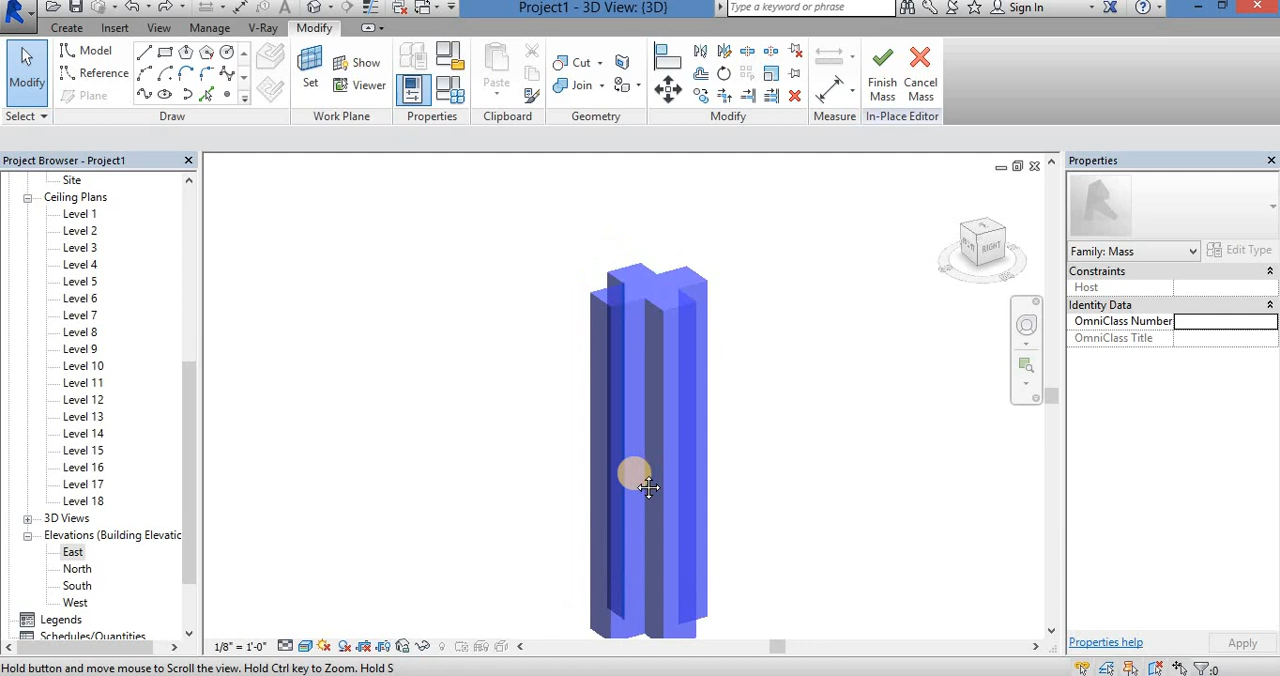 Project1 - 3D View: {3D}
Type a keyword or phrase
Sign In
Create Insert View V-Ray Manage Modify
Modify
Select
Model
Reference
Plane
Draw
Set
Show
Viewer
Work Plane
Properties
Paste
Clipboard
Cut
Join
Geometry
Modify
Measure
Finish Mass
Cancel Mass
In-Place Editor
Project Browser - Project1
Site
Ceiling Plans
Level 1
Level 2
Level 3
Level 4
Level 5
Level 6
Level 7
Level 8
Level 9
Level 10
Level 11
Level 12
Level 13
Level 14
Level 15
Level 16
Level 17
Level 18
3D Views
Elevations (Building Elevatic
East
North
South
West
Legends
Schedules/Quantities
RIGHT
Properties
Family: Mass
Edit Type
Constraints
Host
Identity Data
OmniClass Number
OmniClass Title
Properties help
Apply
1/8" = 1'-0"
Hold button and move mouse to Scroll the view. Hold Ctrl key to Zoom. Hold S
:0